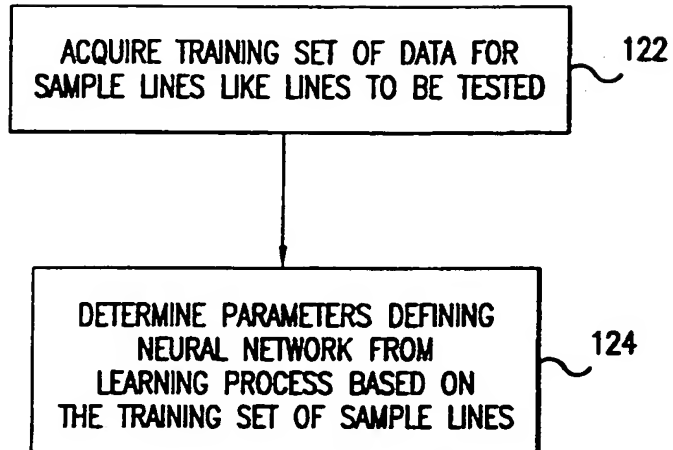 ACQUIRE TRAINING SET OF DATA FOR
SAMPLE LINES LIKE LINES TO BE TESTED
122
DETERMINE PARAMETERS DEFINING
NEURAL NETWORK FROM
LEARNING PROCESS BASED ON
THE TRAINING SET OF SAMPLE LINES
124